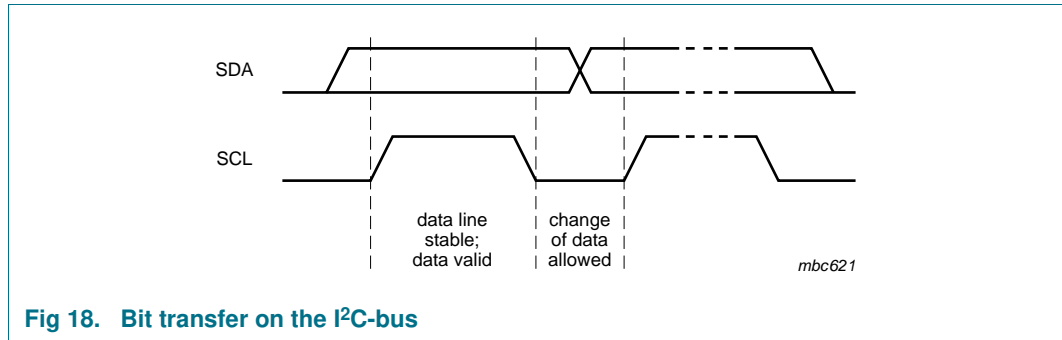 SDA
SCL
data line
stable;
data valid
change
of data
allowed
mbc621
Fig 18. Bit transfer on the I²C-bus